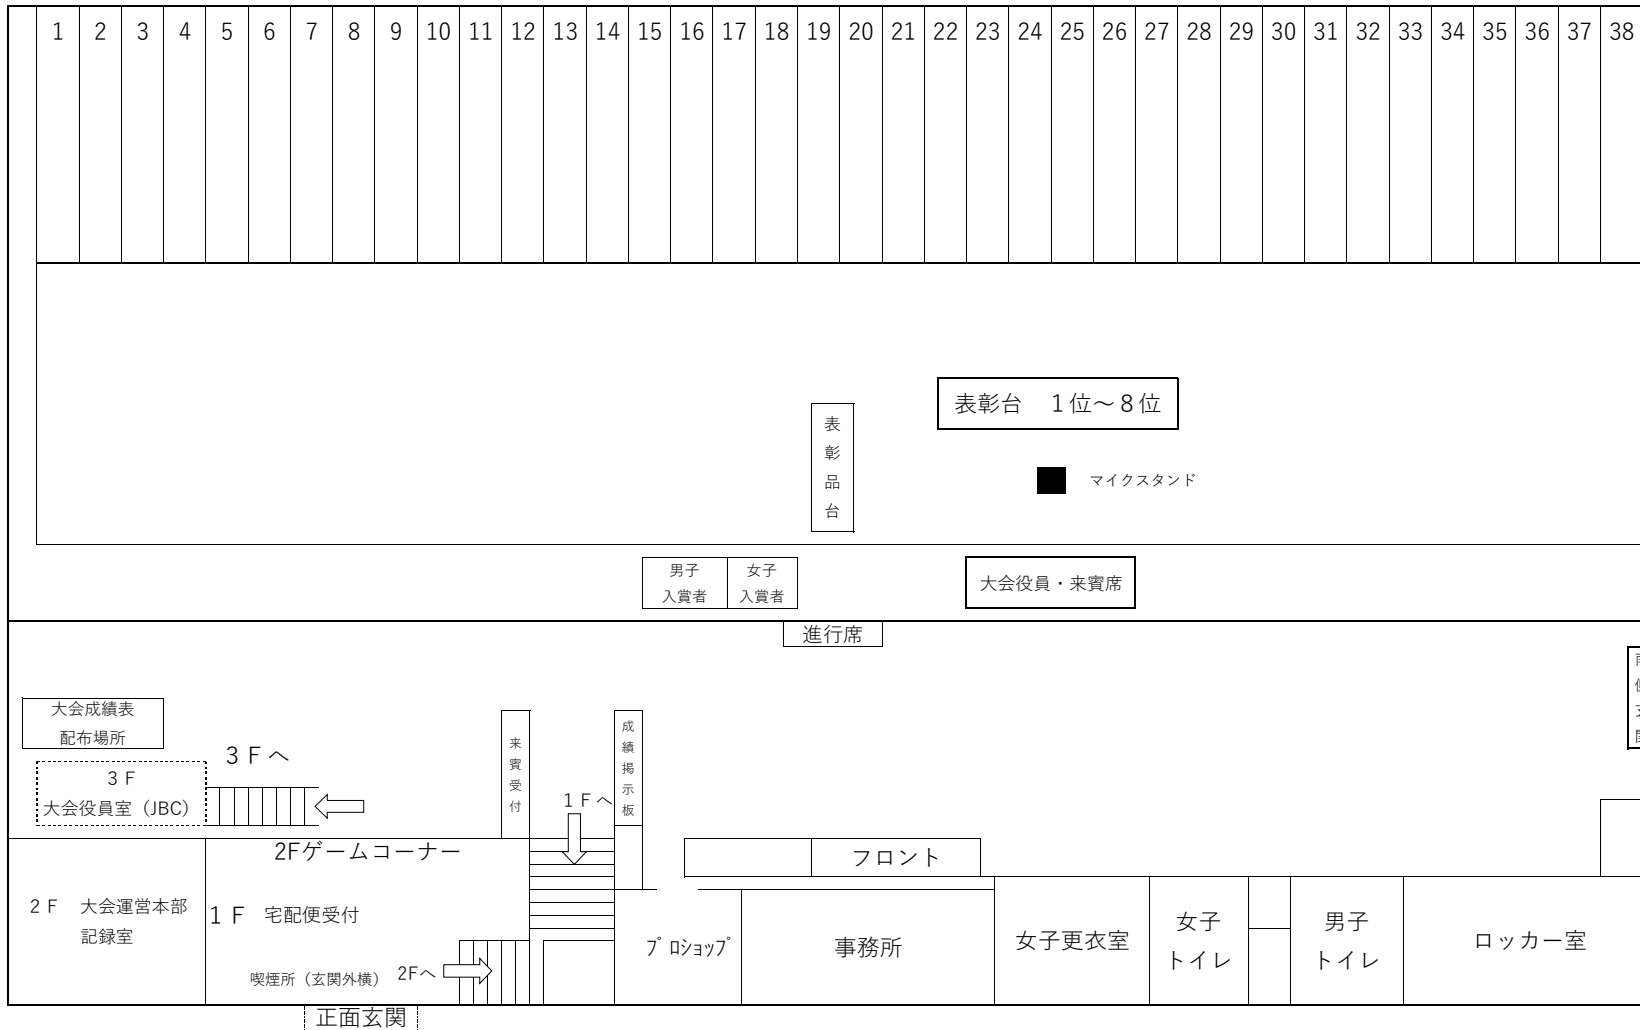 1 2 3 4 5 6 7 8 9 10 11 12 13 14 15 16 17 18 19 20 21 22 23 24 25 26 27 28 29 30 31 32 33 34 35 36 37 38
表彰台　１位～８位
表彰品台
マイクスタンド
男子
入賞者
女子
入賞者
大会役員・来賓席
進行席
大会成績表
配布場所
３Ｆへ
３Ｆ
大会役員室（JBC）
来賓受付
成績掲示板
１Ｆへ
2Fゲームコーナー
フロント
２Ｆ　大会運営本部
記録室
１Ｆ　宅配便受付
喫煙所（玄関外横）
2Fへ
ﾌﾟﾛｼｮｯﾌﾟ
事務所
女子更衣室
女子
トイレ
男子
トイレ
ロッカー室
正面玄関